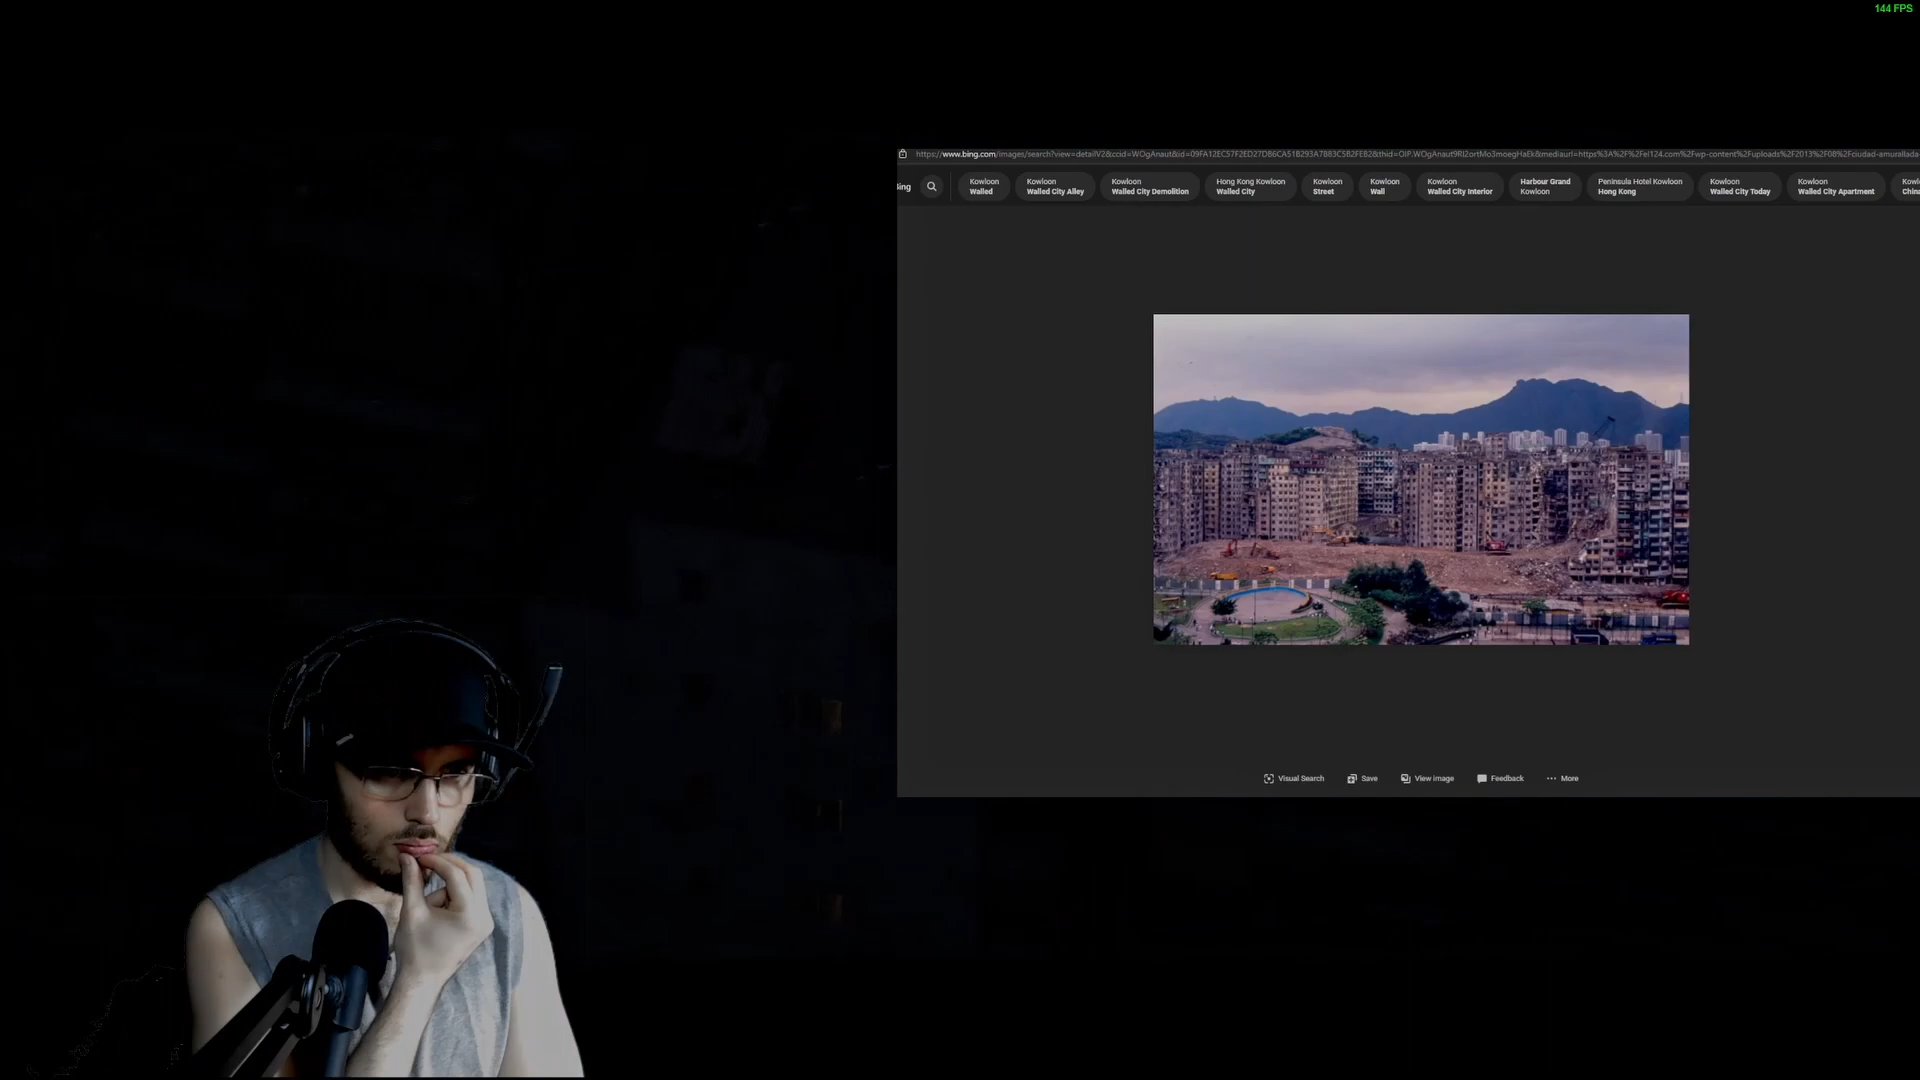 144 FPS
Bing
Kowloon
Walled
Kowloon
Walled City Alley
Kowloon
Walled City Demolition
Hong Kong Kowloon
Walled City
Kowloon
Street
Kowloon
Wall
Kowloon
Walled City Interior
Harbour Grand
Kowloon
Peninsula Hotel Kowloon
Hong Kong
Kowloon
Walled City Today
Kowloon
Walled City Apartment
Visual Search
Save
View image
Feedback
More